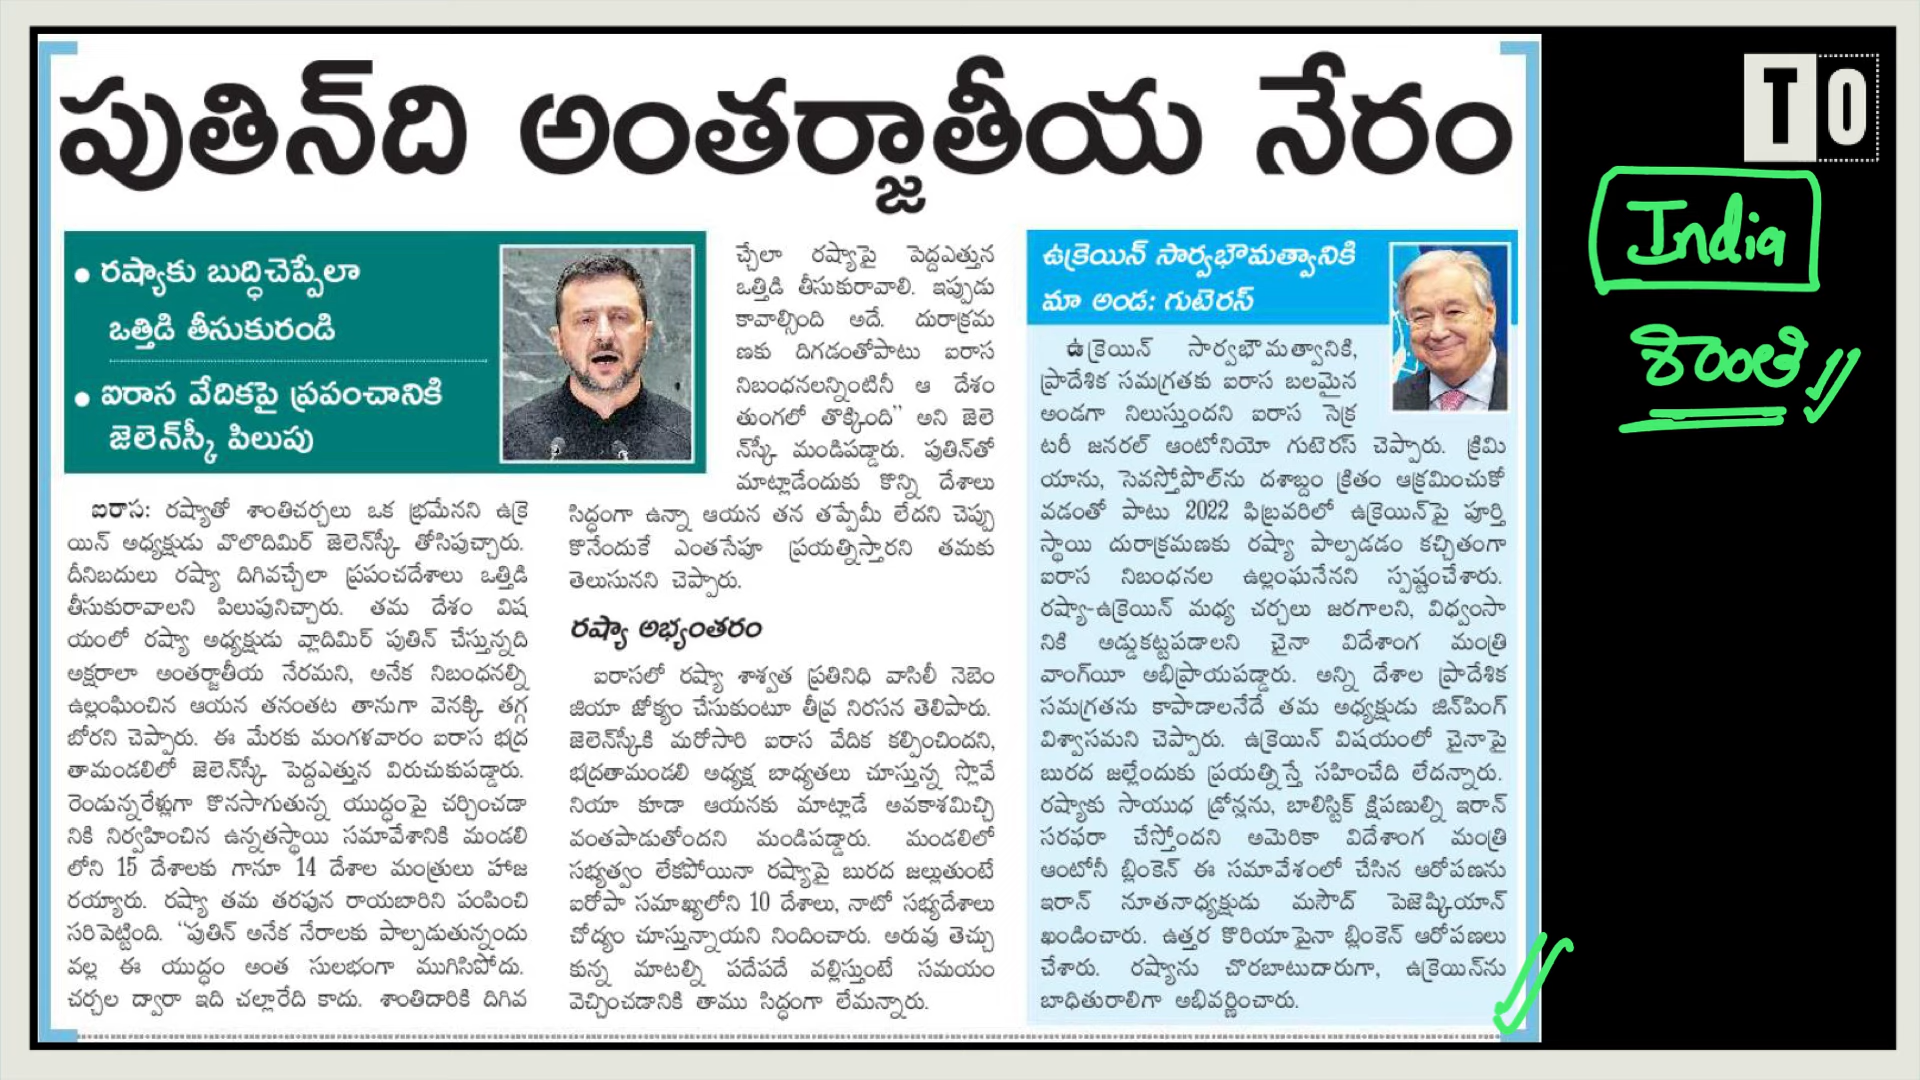 పుతిన్‌ది అంతర్జాతీయ నేరం
• రష్యాకు బుద్ధిచెప్పేలా
ఒత్తిడి తీసుకురండి
• ఐరాస వేదికపై ప్రపంచానికి
జెలెన్‌స్కీ పిలుపు
ఐరాస: రష్యాతో శాంతిచర్చలు ఒక భ్రమేనని ఉక్రె
యిన్ అధ్యక్షుడు వొలొదిమిర్ జెలెన్‌స్కీ తోసిపుచ్చారు.
దీనిబదులు రష్యా దిగివచ్చేలా ప్రపంచదేశాలు ఒత్తిడి
తీసుకురావాలని పిలుపునిచ్చారు. తమ దేశం విష
యంలో రష్యా అధ్యక్షుడు వ్లాదిమిర్ పుతిన్ చేస్తున్నది
అక్షరాలా అంతర్జాతీయ నేరమని, అనేక నిబంధనల్ని
ఉల్లంఘించిన ఆయన తనంతట తానుగా వెనక్కి తగ్గ
బోరని చెప్పారు. ఈ మేరకు మంగళవారం ఐరాస భద్ర
తామండలిలో జెలెన్‌స్కీ పెద్దఎత్తున విరుచుకుపడ్డారు.
రెండున్నరేళ్లుగా కొనసాగుతున్న యుద్ధంపై చర్చించడా
నికి నిర్వహించిన ఉన్నతస్థాయి సమావేశానికి మండలి
లోని 15 దేశాలకు గానూ 14 దేశాల మంత్రులు హాజ
రయ్యారు. రష్యా తమ తరఫున రాయబారిని పంపించి
సరిపెట్టింది. ‘‘పుతిన్ అనేక నేరాలకు పాల్పడుతున్నందు
వల్ల ఈ యుద్ధం అంత సులభంగా ముగిసిపోదు.
చర్చల ద్వారా ఇది చల్లారేది కాదు. శాంతిదారికి దిగివ
చ్చేలా రష్యాపై పెద్దఎత్తున
ఒత్తిడి తీసుకురావాలి. ఇప్పుడు
కావాల్సింది అదే. దురాక్రమ
ణకు దిగడంతోపాటు ఐరాస
నిబంధనలన్నింటినీ ఆ దేశం
తుంగలో తొక్కింది’’ అని జెలె
న్‌స్కీ మండిపడ్డారు. పుతిన్‌తో
మాట్లాడేందుకు కొన్ని దేశాలు
సిద్ధంగా ఉన్నా ఆయన తన తప్పేమీ లేదని చెప్పు
కొనేందుకే ఎంతసేపూ ప్రయత్నిస్తారని తమకు
తెలుసునని చెప్పారు.
రష్యా అభ్యంతరం
ఐరాసలో రష్యా శాశ్వత ప్రతినిధి వాసిలీ నెబెం
జియా జోక్యం చేసుకుంటూ తీవ్ర నిరసన తెలిపారు.
జెలెన్‌స్కీకి మరోసారి ఐరాస వేదిక కల్పించిందని,
భద్రతామండలి అధ్యక్ష బాధ్యతలు చూస్తున్న స్లొవే
నియా కూడా ఆయనకు మాట్లాడే అవకాశమిచ్చి
వంతపాడుతోందని మండిపడ్డారు. మండలిలో
సభ్యత్వం లేకపోయినా రష్యాపై బురద జల్లుతుంటే
ఐరోపా సమాఖ్యలోని 10 దేశాలు, నాటో సభ్యదేశాలు
చోద్యం చూస్తున్నాయని నిందించారు. అరువు తెచ్చు
కున్న మాటల్ని పదేపదే వల్లిస్తుంటే సమయం
వెచ్చించడానికి తాము సిద్ధంగా లేమన్నారు.
ఉక్రెయిన్ సార్వభౌమత్వానికి
మా అండ: గుటెరస్
ఉక్రెయిన్ సార్వభౌమత్వానికి,
ప్రాదేశిక సమగ్రతకు ఐరాస బలమైన
అండగా నిలుస్తుందని ఐరాస సెక్ర
టరీ జనరల్ ఆంటోనియో గుటెరస్ చెప్పారు. క్రిమి
యాను, సెవస్తోపోల్‌ను దశాబ్దం క్రితం ఆక్రమించుకో
వడంతో పాటు 2022 ఫిబ్రవరిలో ఉక్రెయిన్‌పై పూర్తి
స్థాయి దురాక్రమణకు రష్యా పాల్పడడం కచ్చితంగా
ఐరాస నిబంధనల ఉల్లంఘనేనని స్పష్టంచేశారు.
రష్యా-ఉక్రెయిన్ మధ్య చర్చలు జరగాలని, విధ్వంసా
నికి అడ్డుకట్టపడాలని చైనా విదేశాంగ మంత్రి
వాంగ్‌యీ అభిప్రాయపడ్డారు. అన్ని దేశాల ప్రాదేశిక
సమగ్రతను కాపాడాలనేదే తమ అధ్యక్షుడు జిన్‌పింగ్
విశ్వాసమని చెప్పారు. ఉక్రెయిన్ విషయంలో చైనాపై
బురద జల్లేందుకు ప్రయత్నిస్తే సహించేది లేదన్నారు.
రష్యాకు సాయుధ డ్రోన్లను, బాలిస్టిక్ క్షిపణుల్ని ఇరాన్
సరఫరా చేస్తోందని అమెరికా విదేశాంగ మంత్రి
ఆంటోనీ బ్లింకెన్ ఈ సమావేశంలో చేసిన ఆరోపణను
ఇరాన్ నూతనాధ్యక్షుడు మసౌద్ పెజెష్కియాన్
ఖండించారు. ఉత్తర కొరియాపైనా బ్లింకెన్ ఆరోపణలు
చేశారు. రష్యాను చొరబాటుదారుగా, ఉక్రెయిన్‌ను
బాధితురాలిగా అభివర్ణించారు.
TO
India
శాంతి